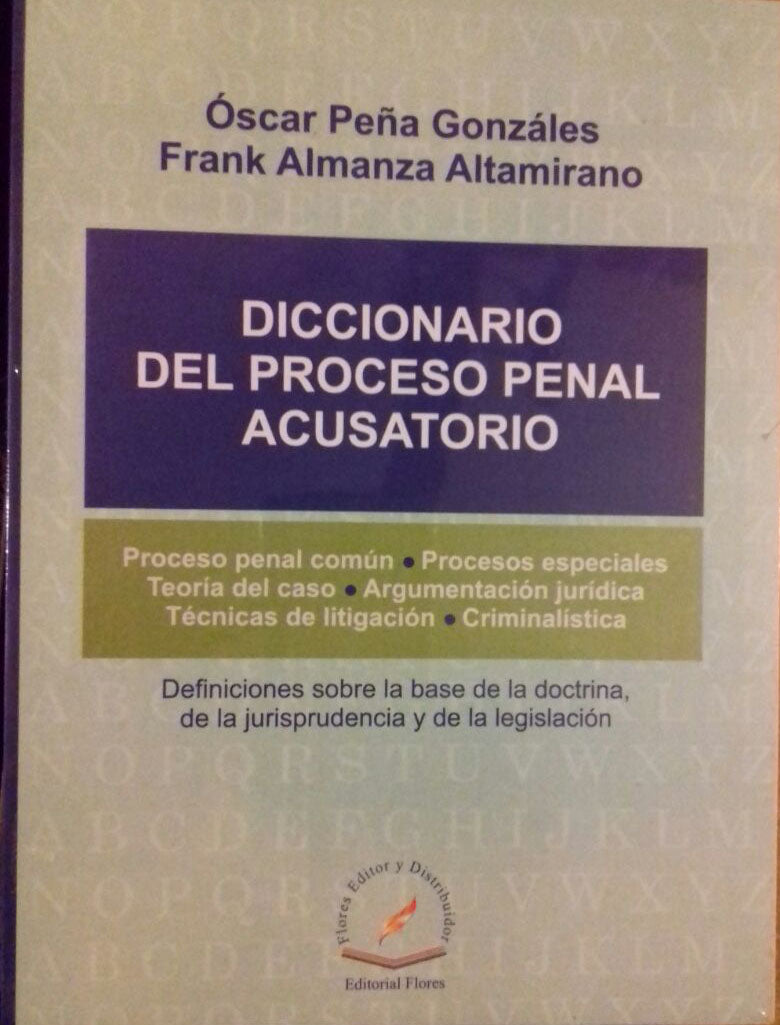 Óscar Peña Gonzáles
Frank Almanza Altamirano
DICCIONARIO
DEL PROCESO PENAL
ACUSATORIO
Proceso penal común • Procesos especiales
Teoría del caso • Argumentación jurídica
Técnicas de litigación • Criminalística
Definiciones sobre la base de la doctrina,
de la jurisprudencia y de la legislación
Flores Editor y Distribuidor
Editorial Flores